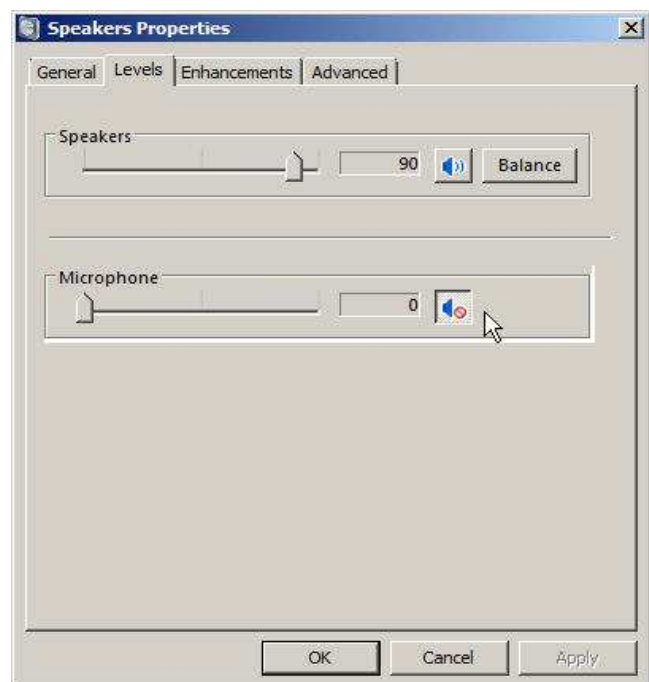 Speakers Properties
General Levels Enhancements Advanced
Speakers
90 Balance
Microphone
0
OK Cancel Apply